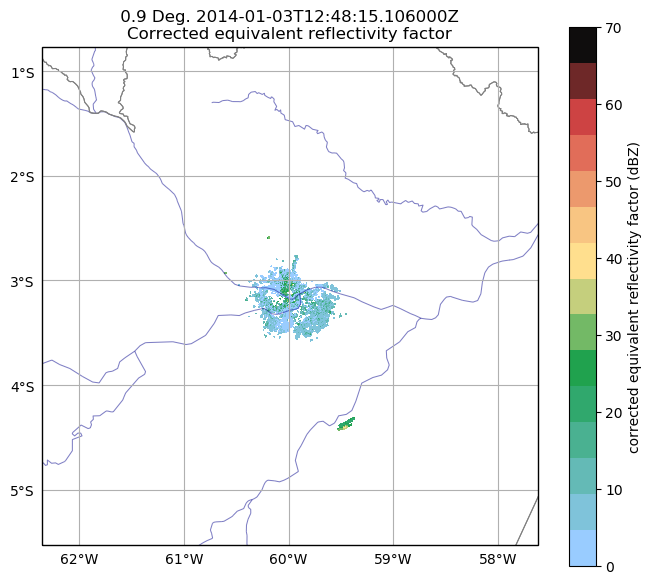 0.9 Deg. 2014-01-03T12:48:15.106000Z
Corrected equivalent reflectivity factor
1°S
2°S
3°S
4°S
5°S
62°W 61°W 60°W 59°W 58°W
70
60
50
40
30
20
10
0
corrected equivalent reflectivity factor (dBZ)